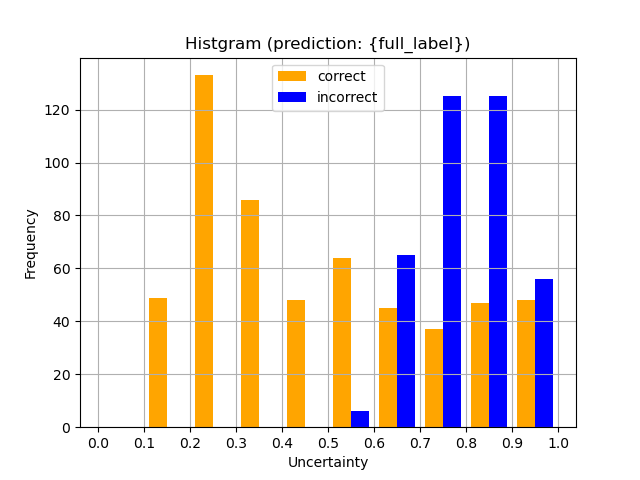 Histgram (prediction: {full_label})
correct
incorrect
Frequency
120
100
80
60
40
20
0
0.0 0.1 0.2 0.3 0.4 0.5 0.6 0.7 0.8 0.9 1.0
Uncertainty